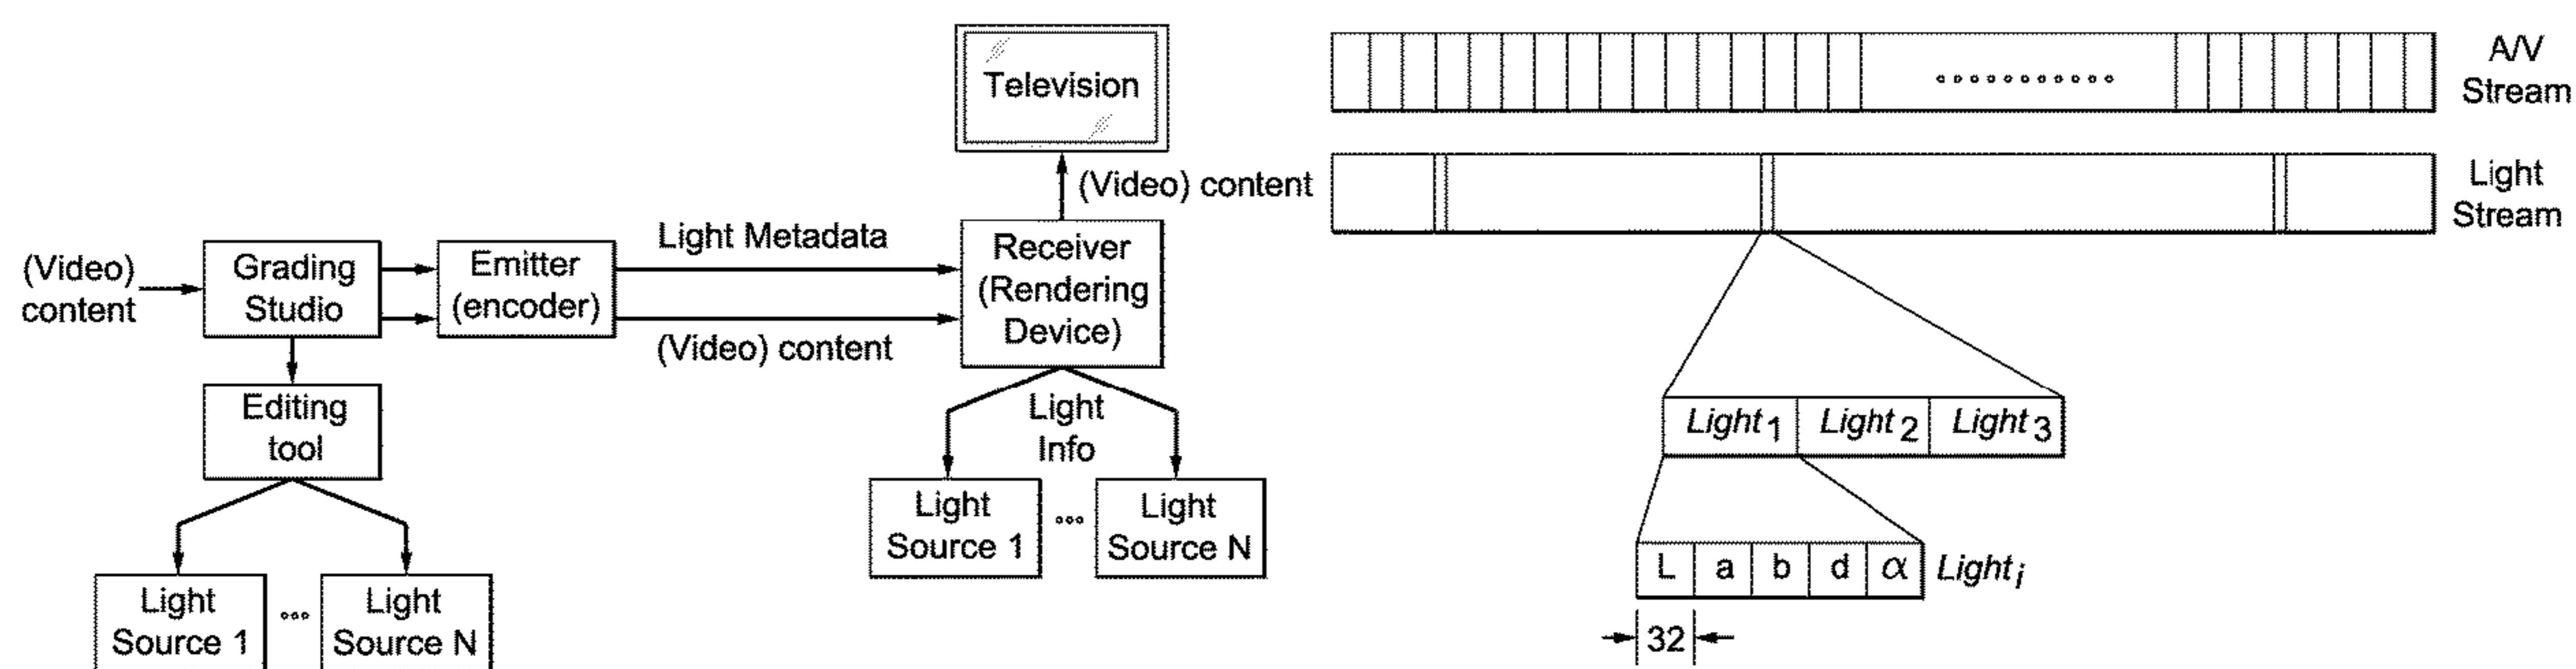 (Video)
content
Grading
Studio
Emitter
(encoder)
Light Metadata
(Video) content
Receiver
(Rendering
Device)
(Video) content
Television
Editing
tool
Light
Source 1
...
Light
Source N
Light
Info
Light
Source 1
...
Light
Source N
A/V
Stream
...........
Light
Stream
Light1
Light2
Light3
L a b d α Lighti
32